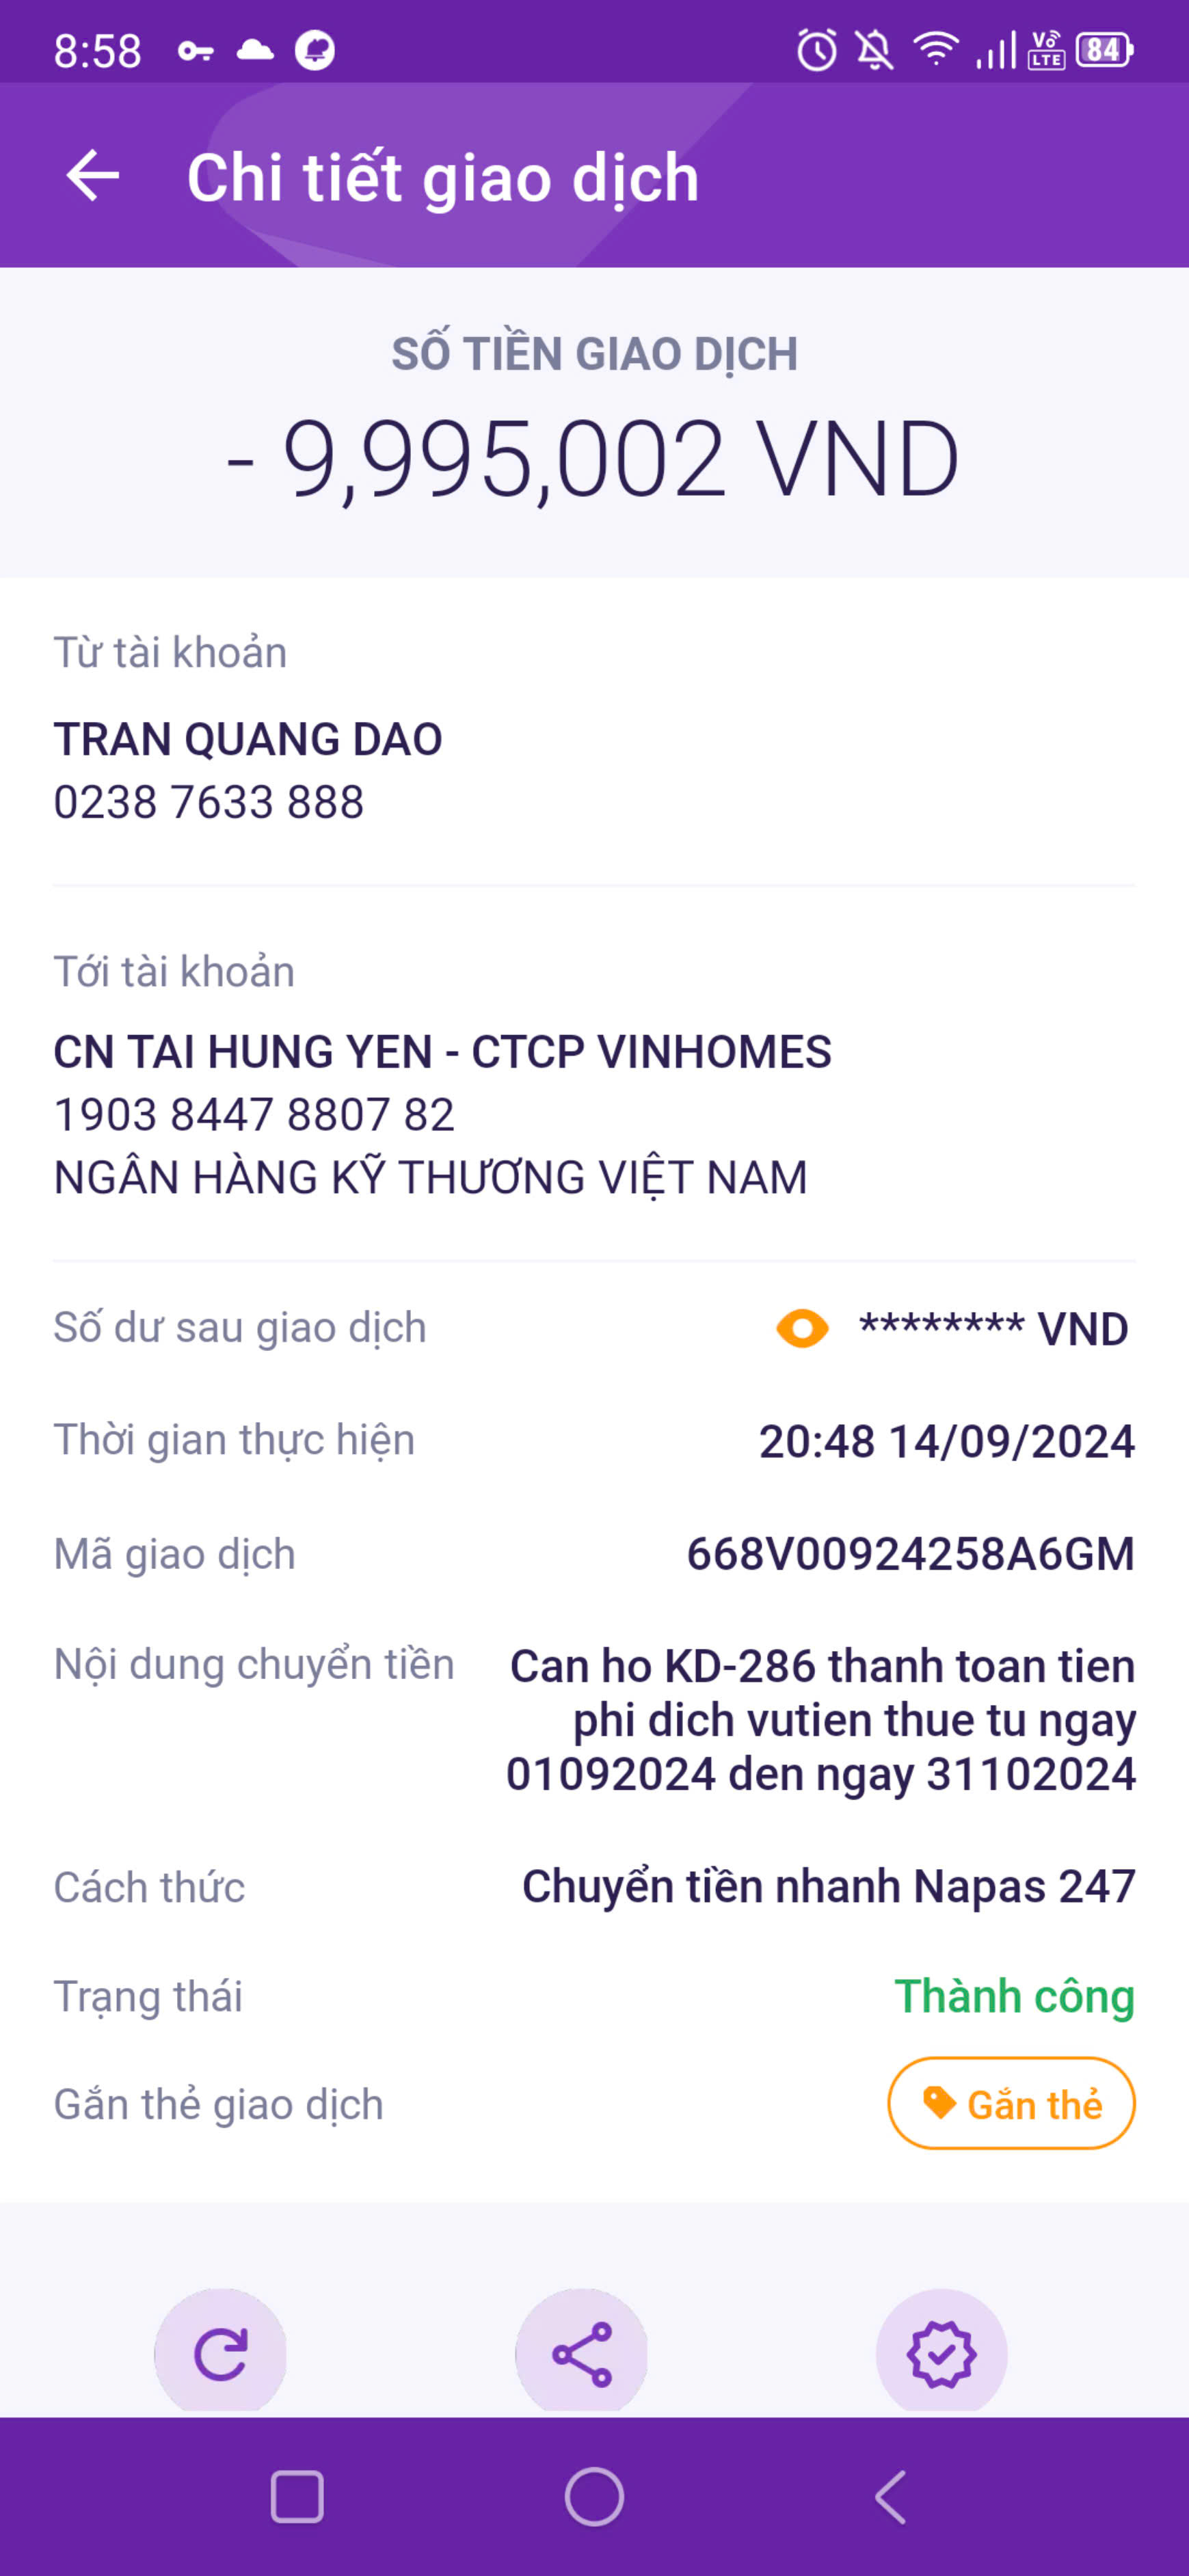 8:58
Vo
LTE
84
Chi tiết giao dịch
SỐ TIỀN GIAO DỊCH
- 9,995,002 VND
Từ tài khoản
TRAN QUANG DAO
0238 7633 888
Tới tài khoản
CN TAI HUNG YEN - CTCP VINHOMES
1903 8447 8807 82
NGÂN HÀNG KỸ THƯƠNG VIỆT NAM
Số dư sau giao dịch ******** VND
Thời gian thực hiện 20:48 14/09/2024
Mã giao dịch 668V00924258A6GM
Nội dung chuyển tiền Can ho KD-286 thanh toan tien
phi dich vutien thue tu ngay
01092024 den ngay 31102024
Cách thức Chuyển tiền nhanh Napas 247
Trạng thái Thành công
Gắn thẻ giao dịch Gắn thẻ